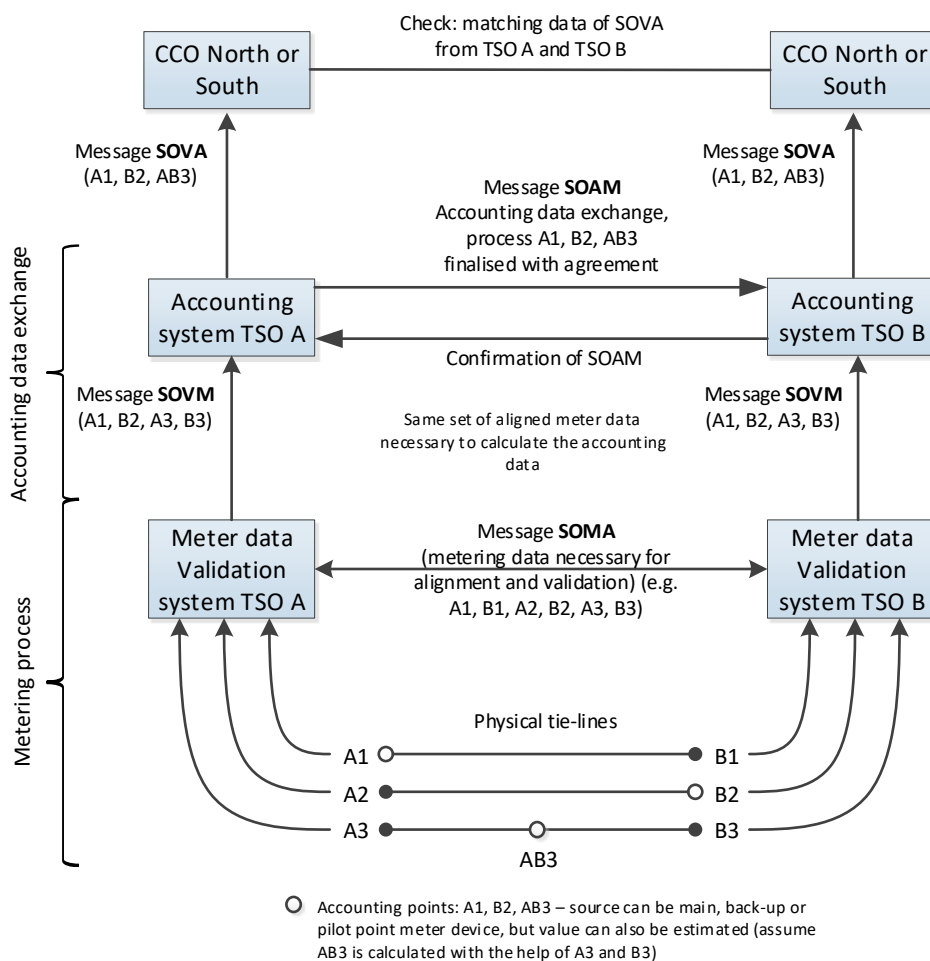 Check: matching data of SOVA
from TSO A and TSO B
CCO North or
South
CCO North or
South
Message SOVA
(A1, B2, AB3)
Message SOVA
(A1, B2, AB3)
Message SOAM
Accounting data exchange,
process A1, B2, AB3
finalised with agreement
Accounting data exchange
Accounting
system TSO A
Accounting
system TSO B
Confirmation of SOAM
Message SOVM
(A1, B2, A3, B3)
Message SOVM
(A1, B2, A3, B3)
Same set of aligned meter data
necessary to calculate the accounting
data
Metering process
Meter data
Validation
system TSO A
Message SOMA
(metering data necessary for
alignment and validation) (e.g.
A1, B1, A2, B2, A3, B3)
Meter data
Validation
system TSO B
Physical tie-lines
A1
B1
A2
B2
A3
B3
AB3
Accounting points: A1, B2, AB3 – source can be main, back-up or
pilot point meter device, but value can also be estimated (assume
AB3 is calculated with the help of A3 and B3)